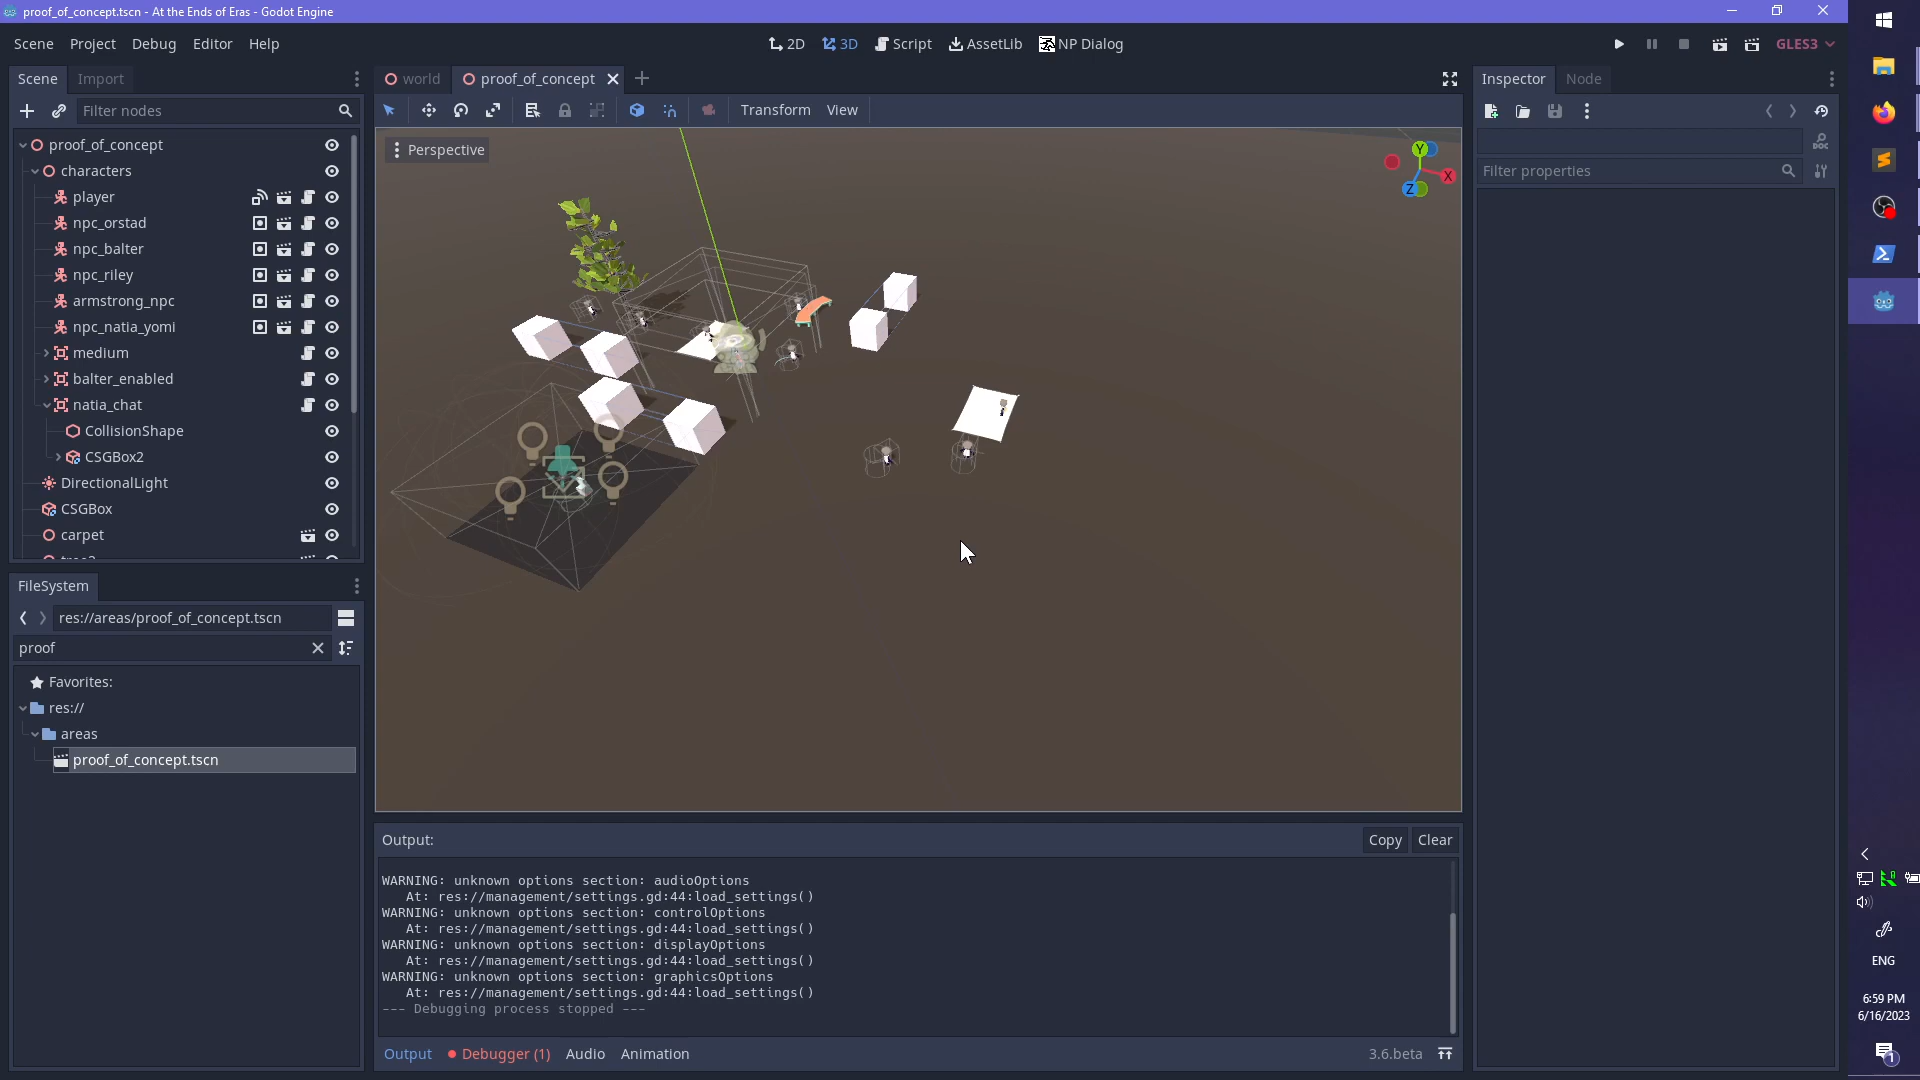 proof_of_concept.tscn - At the Ends of Eras - Godot Engine
Scene Project Debug Editor Help
2D 3D Script AssetLib NP Dialog
GLES3
Scene Import
world proof_of_concept
Inspector Node
Filter nodes
Transform View
Perspective
Y
X
Z
DOC
Filter properties
proof_of_concept
characters
player
npc_orstad
npc_balter
npc_riley
armstrong_npc
npc_natia_yomi
medium
balter_enabled
natia_chat
CollisionShape
CSGBox2
DirectionalLight
CSGBox
carpet
FileSystem
res://areas/proof_of_concept.tscn
proof
Favorites:
res://
areas
proof_of_concept.tscn
Output:
Copy Clear
WARNING: unknown options section: audioOptions
At: res://management/settings.gd:44:load_settings()
WARNING: unknown options section: controlOptions
At: res://management/settings.gd:44:load_settings()
WARNING: unknown options section: displayOptions
At: res://management/settings.gd:44:load_settings()
WARNING: unknown options section: graphicsOptions
At: res://management/settings.gd:44:load_settings()
--- Debugging process stopped ---
Output Debugger (1) Audio Animation
3.6.beta
ENG
6:59 PM
6/16/2023
1